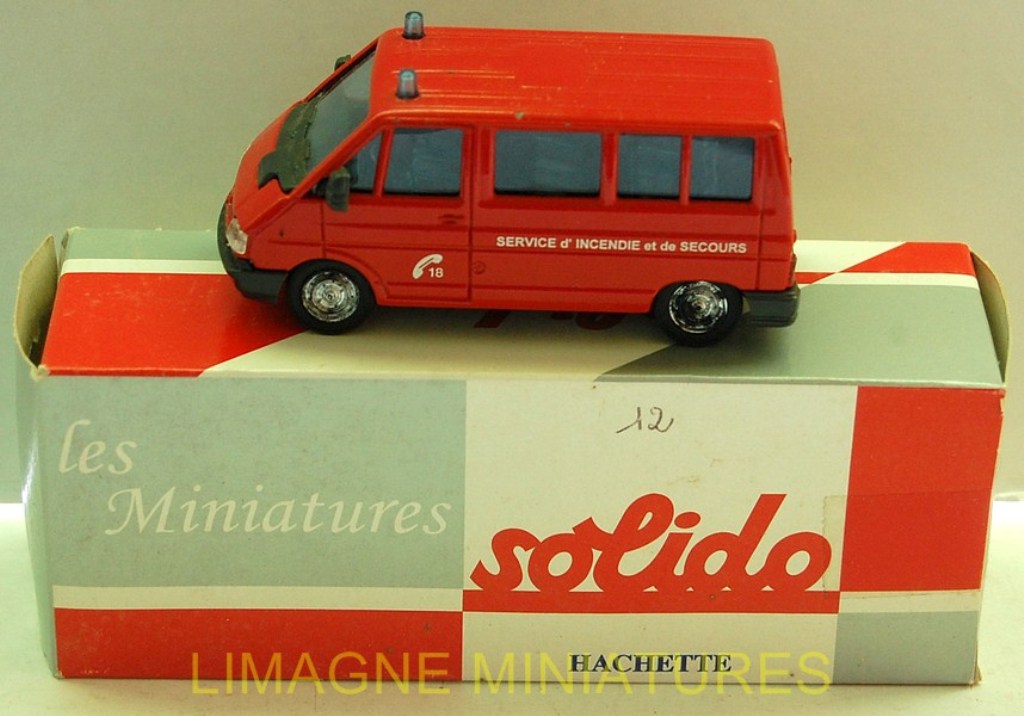 SERVICE d' INCENDIE et de SECOURS
18
12
les
Miniatures
solido
HACHETTE
LIMAGNE MINIATURES